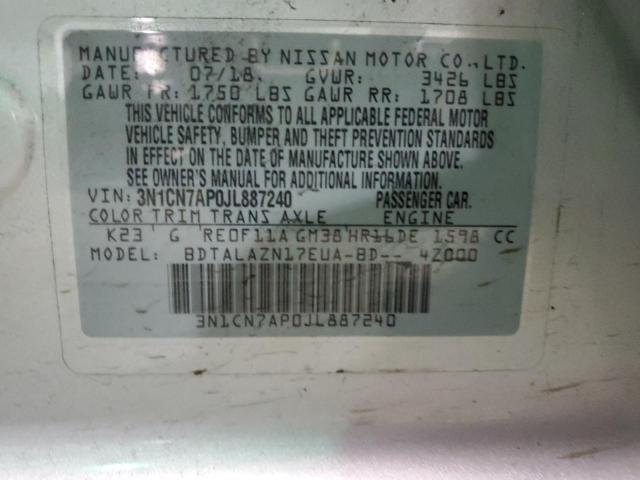 MANUFACTURED BY NISSAN MOTOR CO., LTD.
DATE: 07/18. GVWR: 3426 LBS
GAWR FR: 1750 LBS GAWR RR: 1708 LBS
THIS VEHICLE CONFORMS TO ALL APPLICABLE FEDERAL MOTOR
VEHICLE SAFETY, BUMPER AND THEFT PREVENTION STANDARDS
IN EFFECT ON THE DATE OF MANUFACTURE SHOWN ABOVE.
SEE OWNER'S MANUAL FOR ADDITIONAL INFORMATION.
VIN: 3N1CN7AP0JL887240 PASSENGER CAR.
COLOR TRIM TRANS AXLE ENGINE
K23 G RE0F11A GM38 HR16DE 1598 CC
MODEL: BDTALAZN17EUA-BD-- 4Z000
3N1CN7AP0JL887240